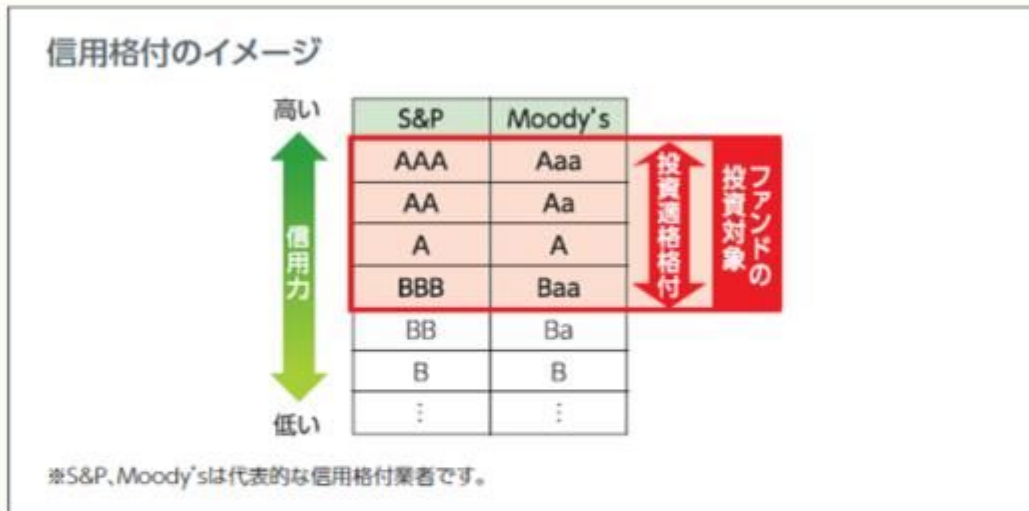 信用格付のイメージ
高い
S&P Moody's
AAA Aaa
AA Aa
A A
BBB Baa
BB Ba
B B
⋮ ⋮
低い
信用力
投資適格格付
ファンドの
投資対象
※S&P、Moody'sは代表的な信用格付業者です。